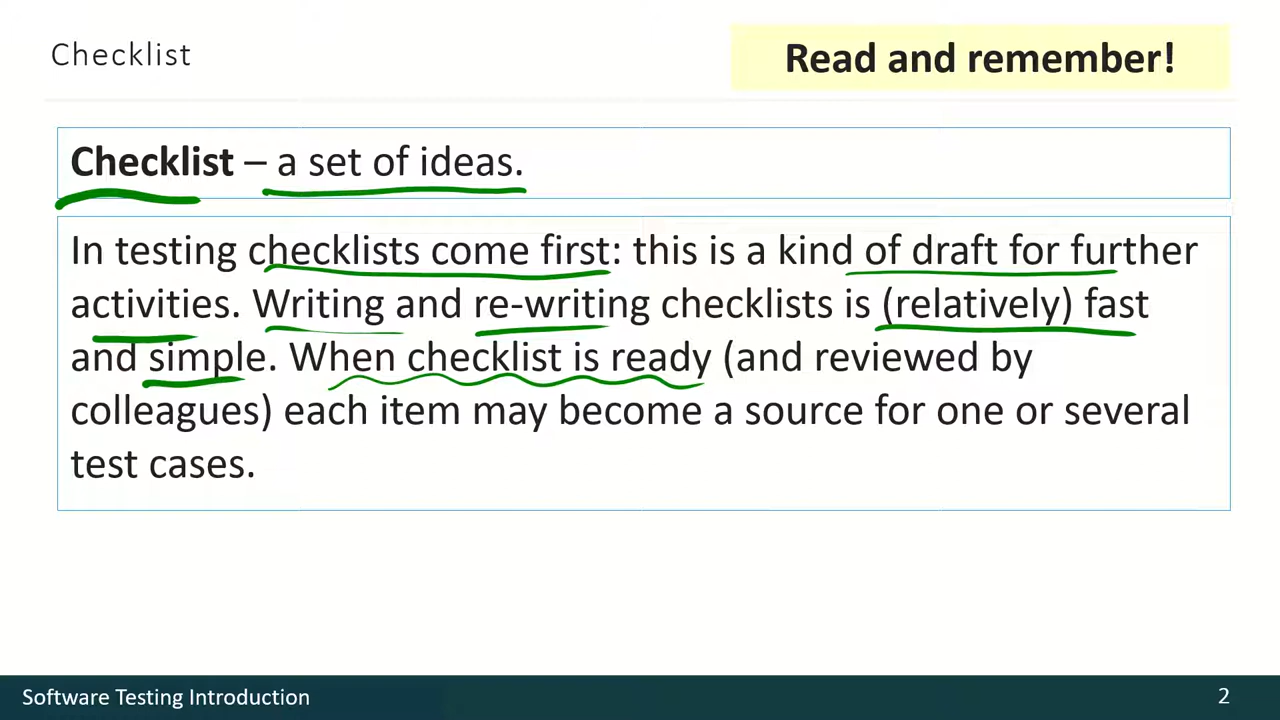 Checklist
Read and remember!
Checklist – a set of ideas.
In testing checklists come first: this is a kind of draft for further
activities. Writing and re-writing checklists is (relatively) fast
and simple. When checklist is ready (and reviewed by
colleagues) each item may become a source for one or several
test cases.
Software Testing Introduction
2